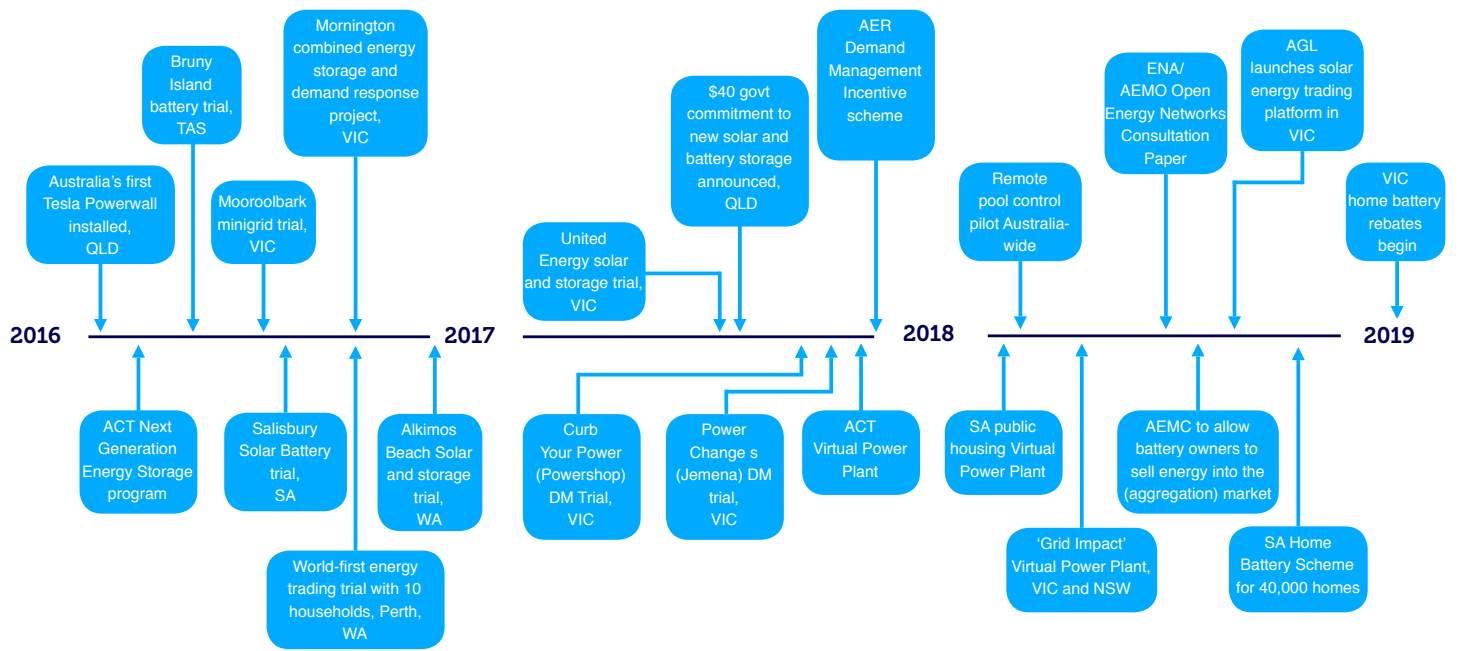 Mornington
combined energy
storage and
demand response
project,
VIC
AER
Demand
Management
Incentive
scheme
Bruny
Island
battery trial,
TAS
$40 govt
commitment to
new solar and
battery storage
announced,
QLD
ENA/
AEMO Open
Energy Networks
Consultation
Paper
AGL
launches solar
energy trading
platform in
VIC
Australia’s first
Tesla Powerwall
installed,
QLD
Mooroolbark
minigrid trial,
VIC
United
Energy solar
and storage trial,
VIC
Remote
pool control
pilot Australia-
wide
VIC
home battery
rebates
begin
2016
2017
2018
2019
ACT Next
Generation
Energy Storage
program
Salisbury
Solar Battery
trial,
SA
Alkimos
Beach Solar
and storage
trial,
WA
Curb
Your Power
(Powershop)
DM Trial,
VIC
Power
Change s
(Jemena) DM
trial,
VIC
ACT
Virtual Power
Plant
SA public
housing Virtual
Power Plant
AEMC to allow
battery owners to
sell energy into the
(aggregation) market
World-first energy
trading trial with 10
households, Perth,
WA
‘Grid Impact’
Virtual Power Plant,
VIC and NSW
SA Home
Battery Scheme
for 40,000 homes